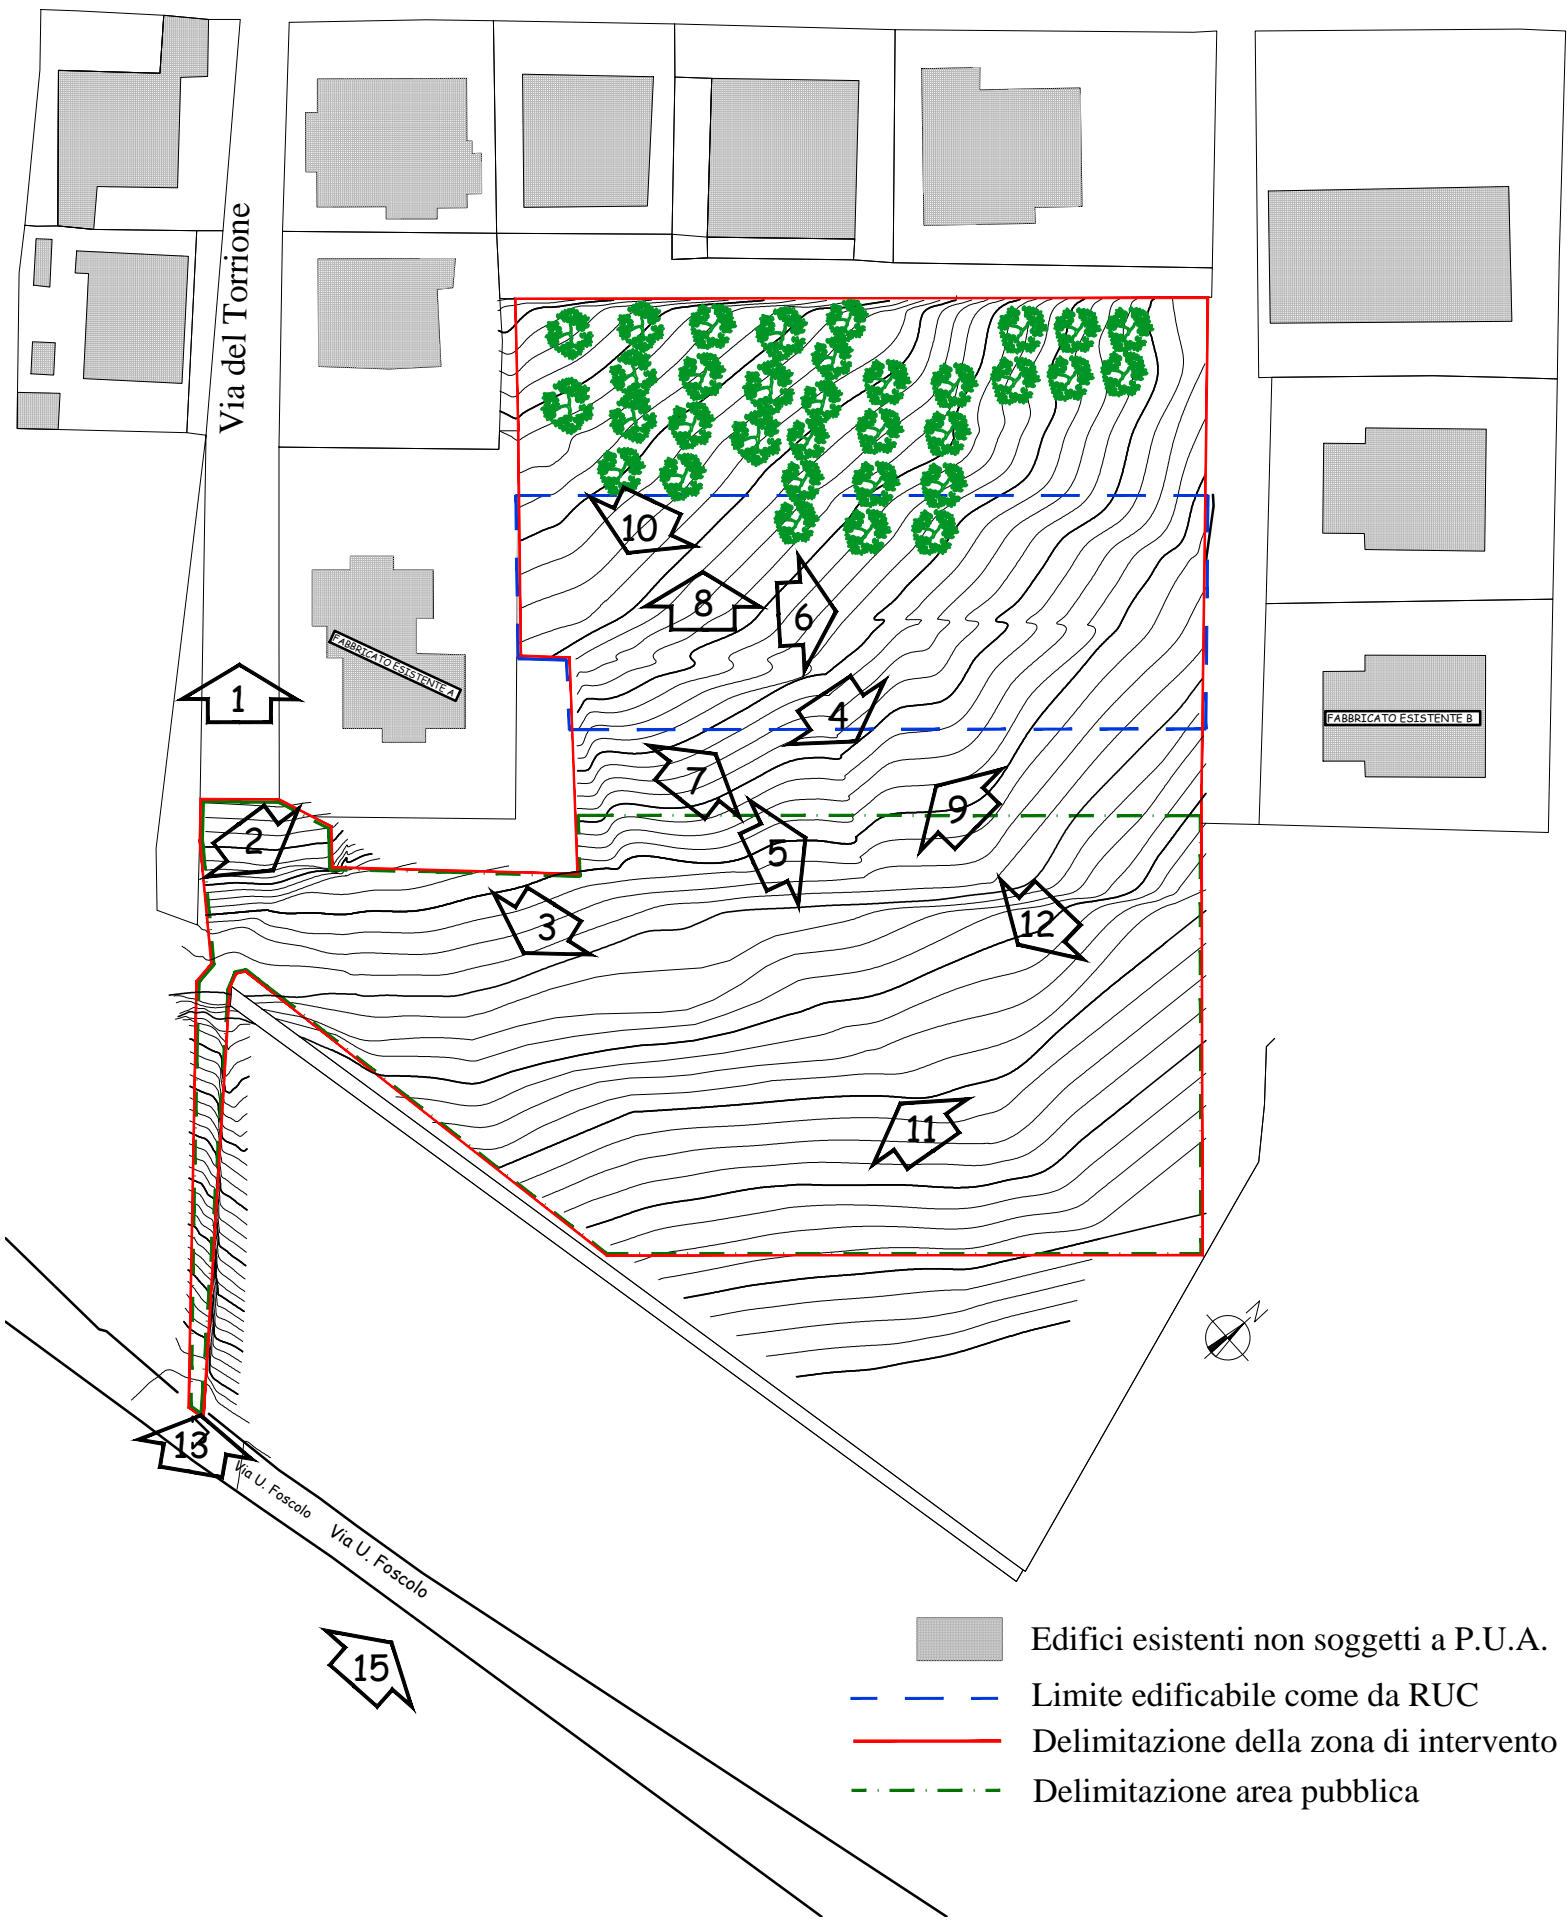 Via del Torrione
10
8
6
FABBRICATO ESISTENTE A
1
4
FABBRICATO ESISTENTE B
7
9
2
5
3
12
11
N
13
Via U. Foscolo
Via U. Foscolo
15
Edifici esistenti non soggetti a P.U.A.
Limite edificabile come da RUC
Delimitazione della zona di intervento
Delimitazione area pubblica